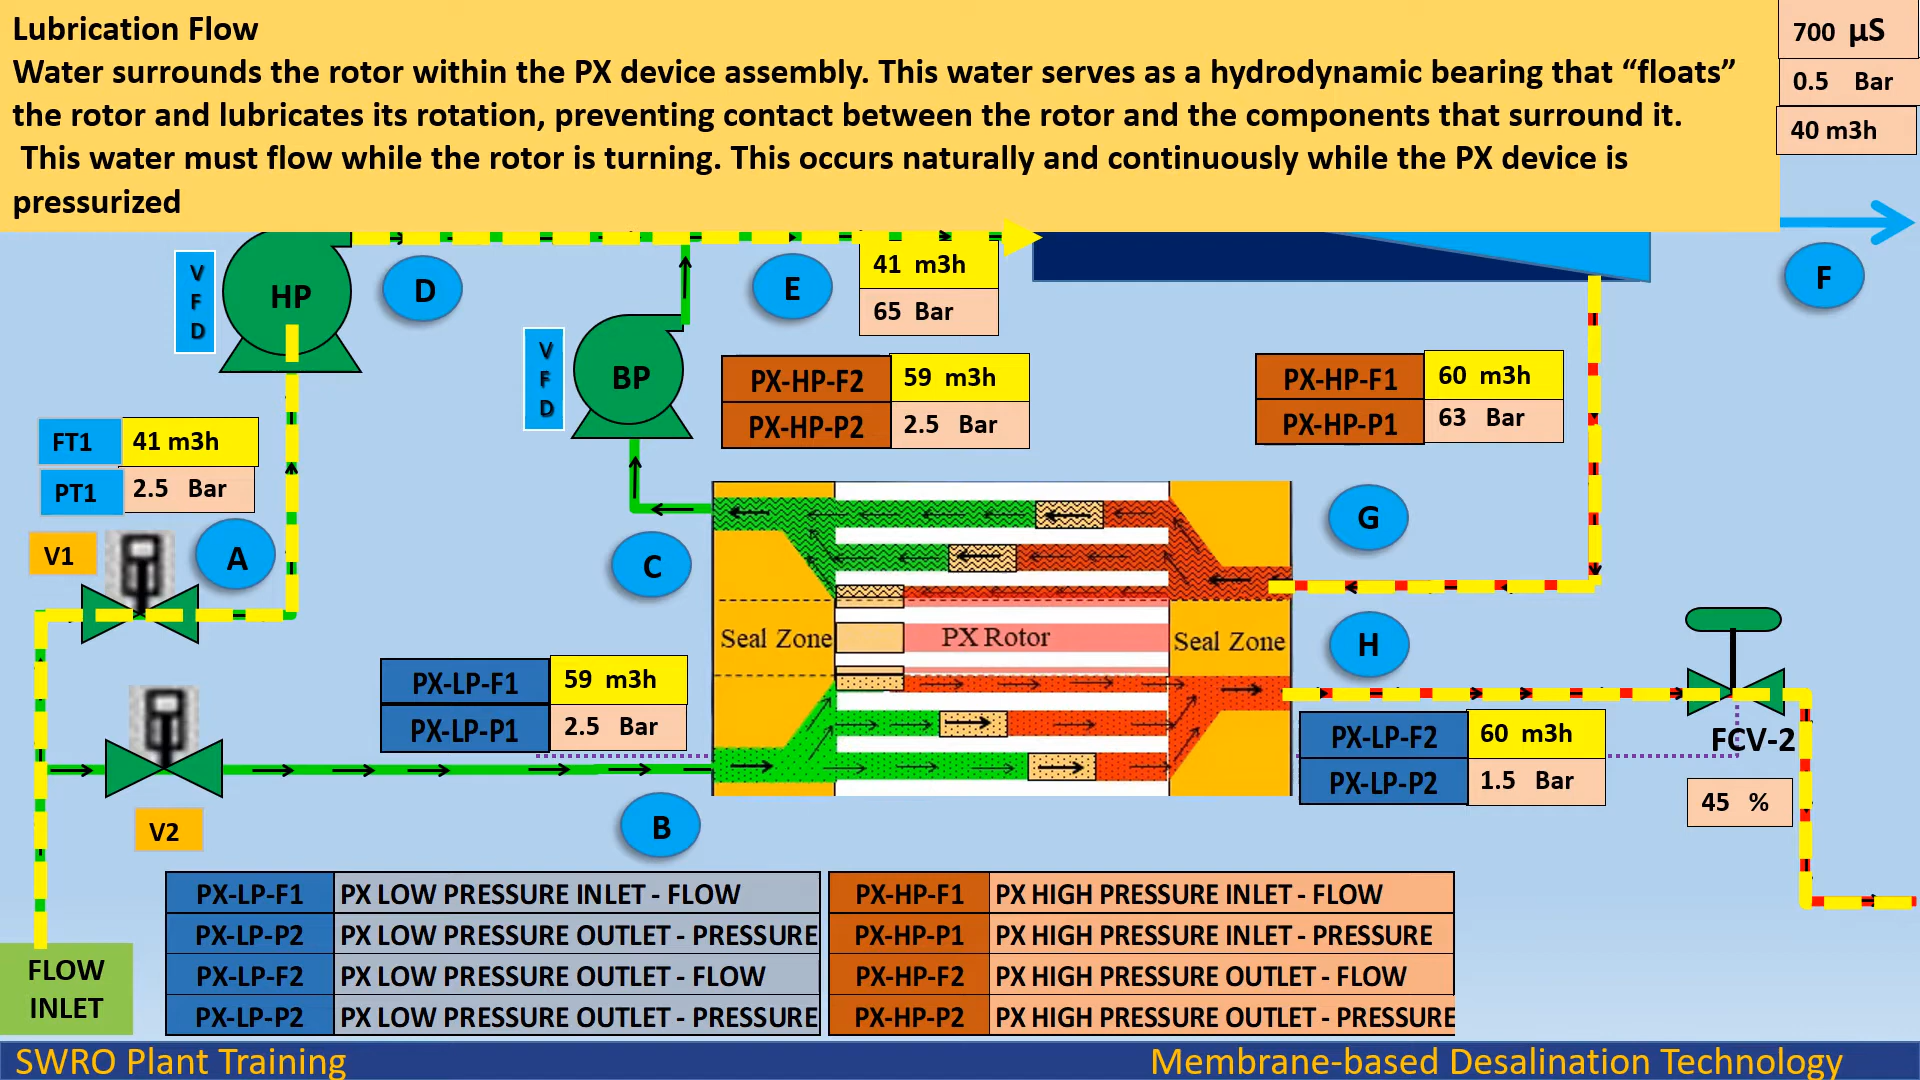 Lubrication Flow
Water surrounds the rotor within the PX device assembly. This water serves as a hydrodynamic bearing that “floats”
the rotor and lubricates its rotation, preventing contact between the rotor and the components that surround it.
This water must flow while the rotor is turning. This occurs naturally and continuously while the PX device is
pressurized
700 µS
0.5 Bar
40 m3h
VFD
HP
D
E
41 m3h
65 Bar
F
VFD
BP
PX-HP-F2 59 m3h
PX-HP-P2 2.5 Bar
PX-HP-F1 60 m3h
PX-HP-P1 63 Bar
FT1 41 m3h
PT1 2.5 Bar
V1
A
C
G
Seal Zone PX Rotor Seal Zone
H
PX-LP-F1 59 m3h
PX-LP-P1 2.5 Bar
PX-LP-F2 60 m3h
PX-LP-P2 1.5 Bar
FCV-2
45 %
V2
B
PX-LP-F1 PX LOW PRESSURE INLET - FLOW
PX-LP-P2 PX LOW PRESSURE OUTLET - PRESSURE
PX-LP-F2 PX LOW PRESSURE OUTLET - FLOW
PX-LP-P2 PX LOW PRESSURE OUTLET - PRESSURE
PX-HP-F1 PX HIGH PRESSURE INLET - FLOW
PX-HP-P1 PX HIGH PRESSURE INLET - PRESSURE
PX-HP-F2 PX HIGH PRESSURE OUTLET - FLOW
PX-HP-P2 PX HIGH PRESSURE OUTLET - PRESSURE
FLOW
INLET
SWRO Plant Training
Membrane-based Desalination Technology